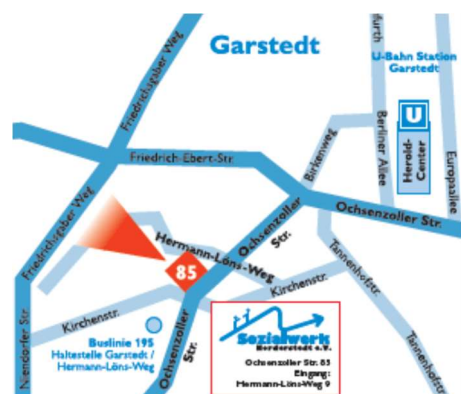 Friedrichsgaber Weg
Garstedt
U-Bahn Station
Garstedt
U
Herold-
Center
Berliner Allee
Europaallee
Birkenweg
Friedrich-Ebert-Str.
Ochsenzoller Str.
Friedrichsgaber Weg
Ochsenzoller
Str.
Hermann-Löns-Weg
85
Tannenhofstr.
Kirchenstr.
Kirchenstr.
Niendorfer Str.
Buslinie 195
Haltestelle Garstedt /
Hermann-Löns-Weg
Ochsenzoller
Str.
Sozialwerk
Norderstedt e.V.
Ochsenzoller Str. 85
Eingang:
Hermann-Löns-Weg 9
Tannenhofstr.